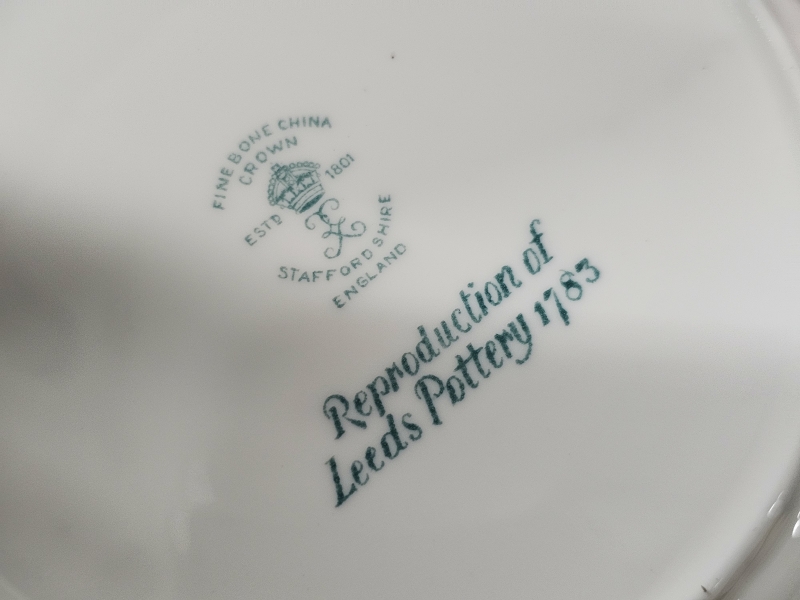 FINE BONE CHINA
CROWN
ESTD 1801
STAFFORDSHIRE
ENGLAND
Reproduction of
Leeds Pottery 1783